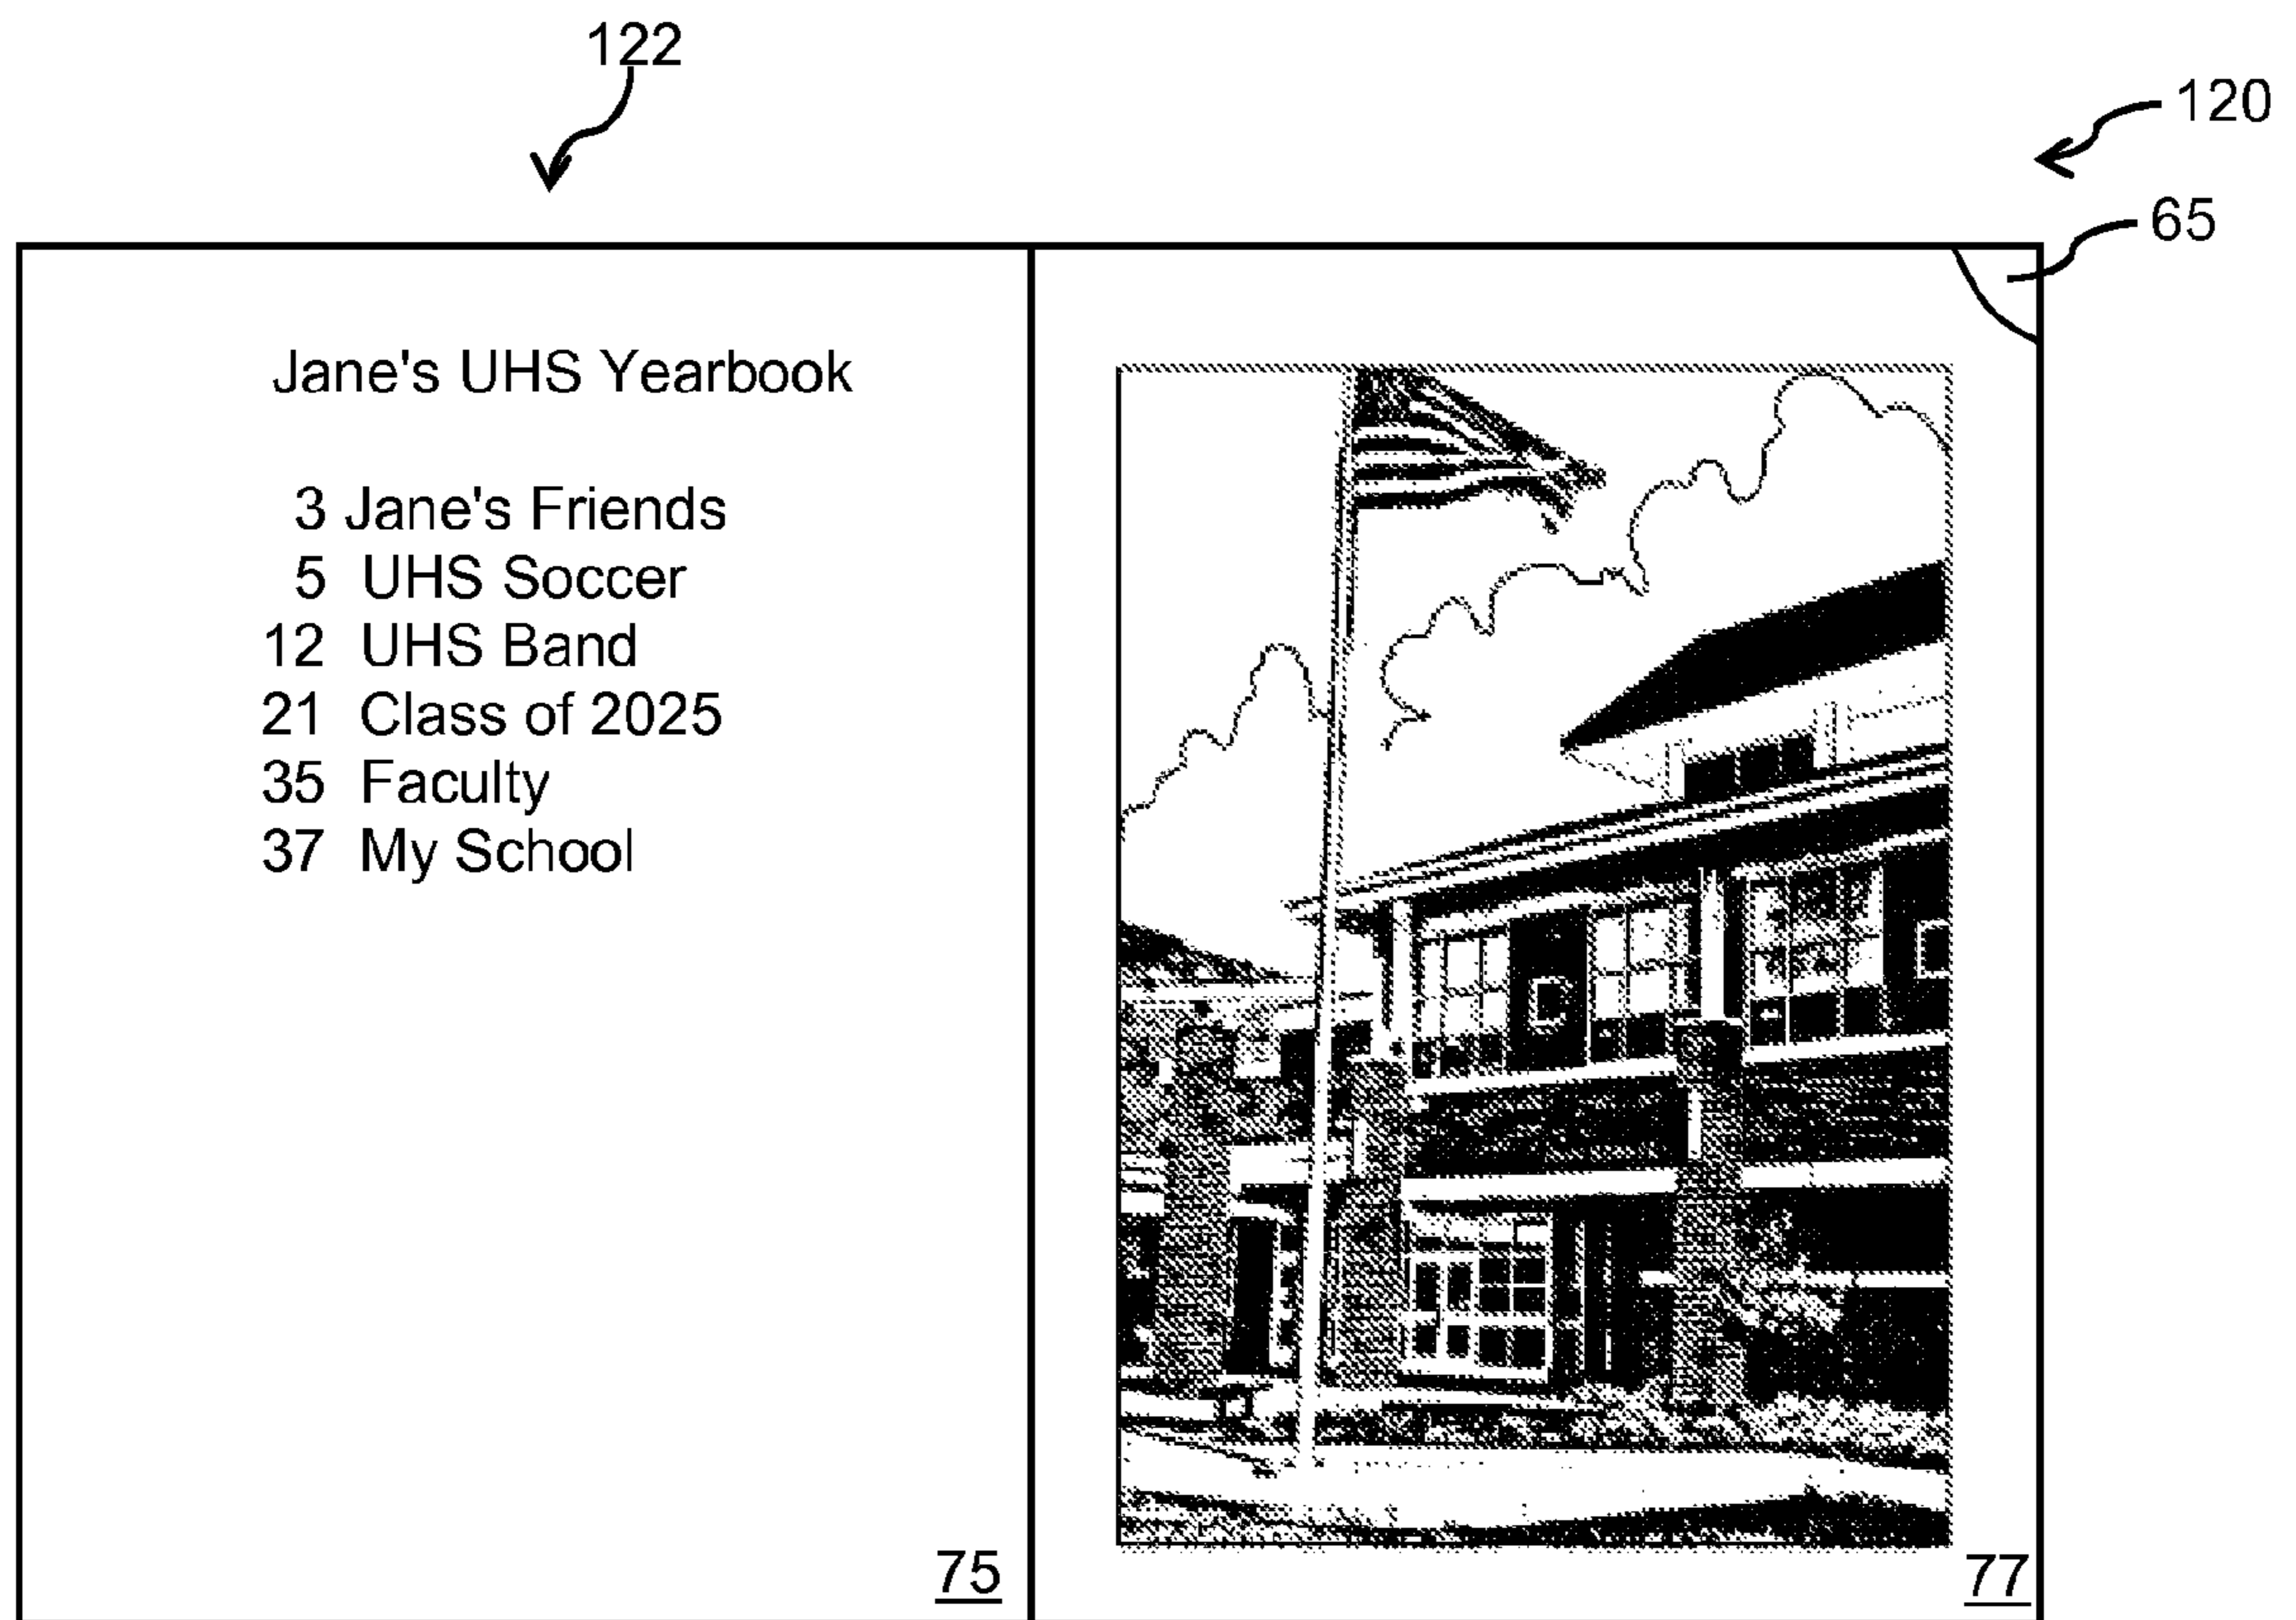 122
120
65
Jane's UHS Yearbook
3 Jane's Friends
5 UHS Soccer
12 UHS Band
21 Class of 2025
35 Faculty
37 My School
75
77